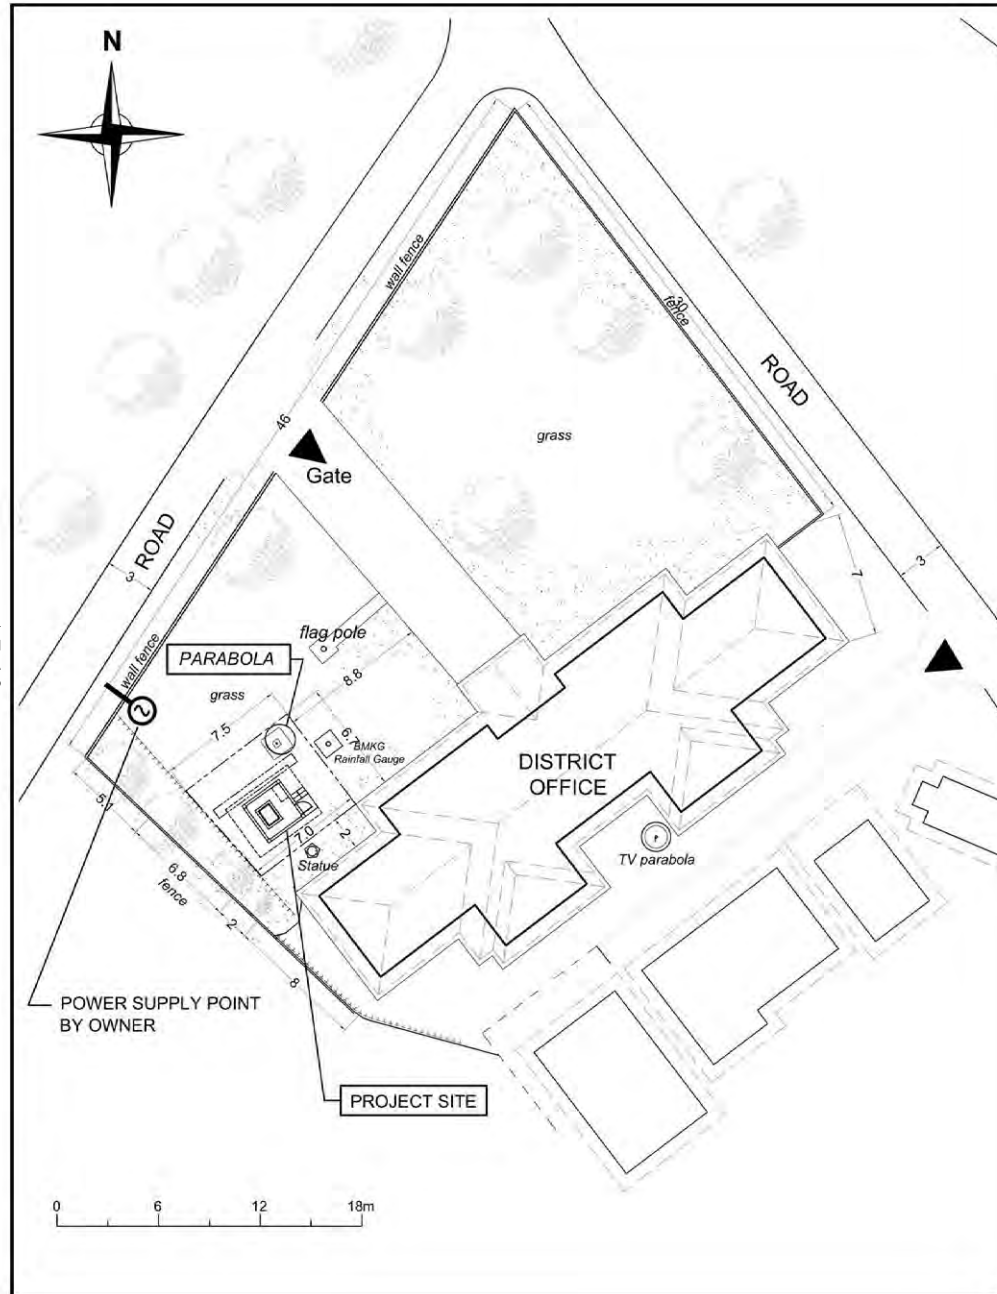 N
wall fence
30
fence
ROAD
46
grass
Gate
ROAD
3
7
3
flag pole
wall fence
PARABOLA
8.8
grass
7.5
6.7
BMKG
Rainfall Gauge
DISTRICT
OFFICE
5.1
7.0
2
Statue
TV parabola
6.8
fence
2
8
POWER SUPPLY POINT
BY OWNER
PROJECT SITE
0 6 12 18m